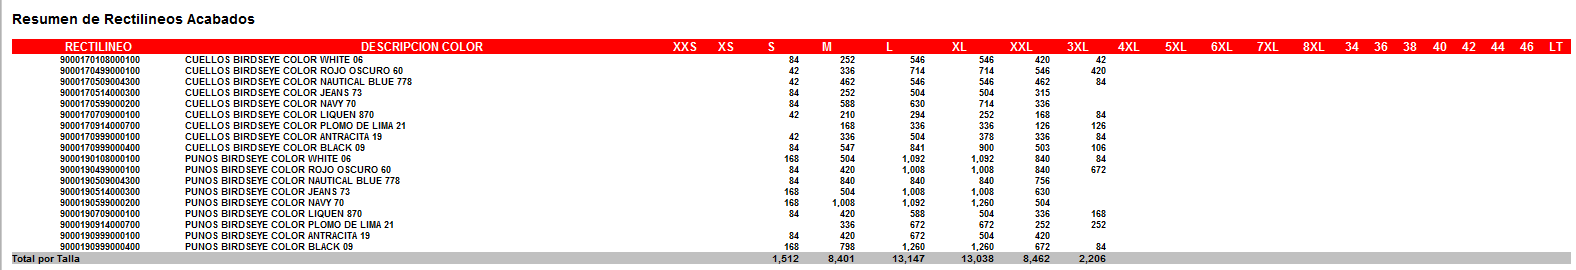 Resumen de Rectilineos Acabados
RECTILINEO DESCRIPCION COLOR XXS XS S M L XL XXL 3XL 4XL 5XL 6XL 7XL 8XL 34 36 38 40 42 44 46 LT
9000170108000100 CUELLOS BIRDSEYE COLOR WHITE 06 84 252 546 546 420 42
9000170499000100 CUELLOS BIRDSEYE COLOR ROJO OSCURO 60 42 336 714 714 546 420
9000170509004300 CUELLOS BIRDSEYE COLOR NAUTICAL BLUE 778 42 462 546 546 462 84
9000170514000300 CUELLOS BIRDSEYE COLOR JEANS 73 84 252 504 504 315
9000170599000200 CUELLOS BIRDSEYE COLOR NAVY 70 84 588 630 714 336
9000170709000100 CUELLOS BIRDSEYE COLOR LIQUEN 870 42 210 294 252 168 84
9000170914000700 CUELLOS BIRDSEYE COLOR PLOMO DE LIMA 21 168 336 336 126 126
9000170999000100 CUELLOS BIRDSEYE COLOR ANTRACITA 19 42 336 504 378 336 84
9000170999000400 CUELLOS BIRDSEYE COLOR BLACK 09 84 547 841 900 503 106
9000190108000100 PUNOS BIRDSEYE COLOR WHITE 06 168 504 1,092 1,092 840 84
9000190499000100 PUNOS BIRDSEYE COLOR ROJO OSCURO 60 84 420 1,008 1,008 840 672
9000190509004300 PUNOS BIRDSEYE COLOR NAUTICAL BLUE 778 84 840 840 840 756
9000190514000300 PUNOS BIRDSEYE COLOR JEANS 73 168 504 1,008 1,008 630
9000190599000200 PUNOS BIRDSEYE COLOR NAVY 70 168 1,008 1,092 1,260 504
9000190709000100 PUNOS BIRDSEYE COLOR LIQUEN 870 84 420 588 504 336 168
9000190914000700 PUNOS BIRDSEYE COLOR PLOMO DE LIMA 21 336 672 672 252 252
9000190999000100 PUNOS BIRDSEYE COLOR ANTRACITA 19 84 420 672 504 420
9000190999000400 PUNOS BIRDSEYE COLOR BLACK 09 168 798 1,260 1,260 672 84
Total por Talla 1,512 8,401 13,147 13,038 8,462 2,206